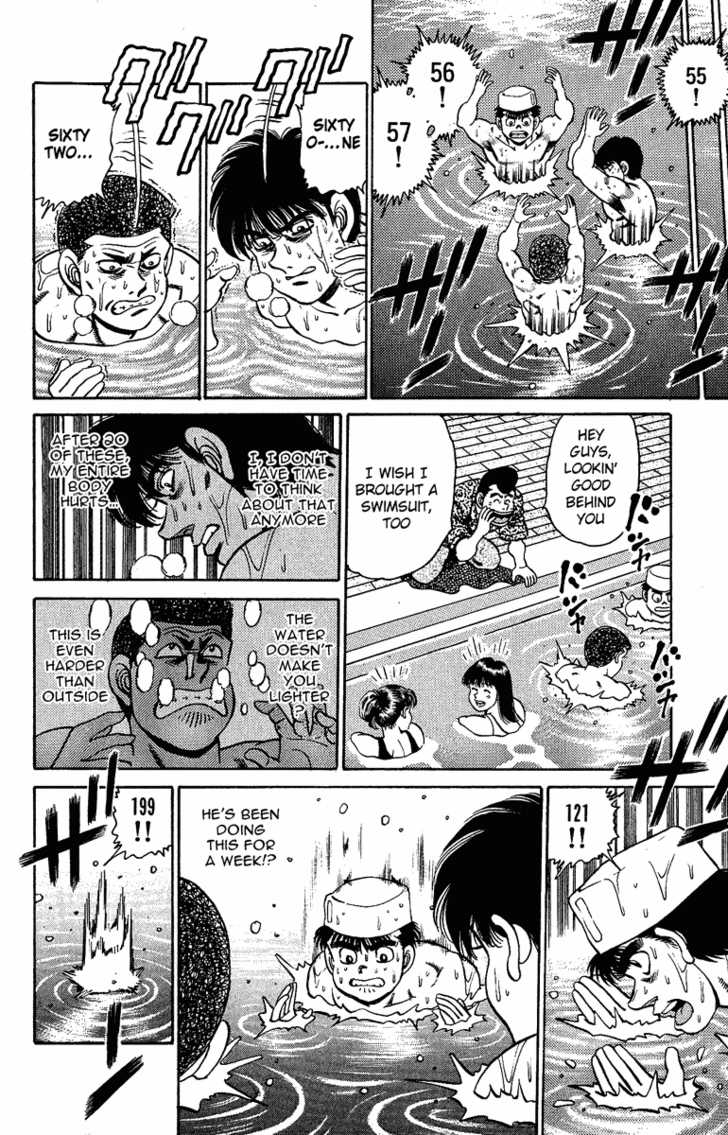 55
!
56
!
57
!
SIXTY
O-...NE
SIXTY
TWO...
HEY
GUYS,
LOOKIN'
GOOD
BEHIND
YOU
I WISH I
BROUGHT A
SWIMSUIT,
TOO
I, I DON'T
HAVE TIME
TO THINK
ABOUT THAT
ANYMORE
AFTER 20
OF THESE,
MY ENTIRE
BODY
HURTS...
THE
WATER
DOESN'T
MAKE
YOU
LIGHTER
!?
THIS IS
EVEN
HARDER
THAN
OUTSIDE
121
!!
HE'S BEEN
DOING
THIS FOR
A WEEK!?
199
!!